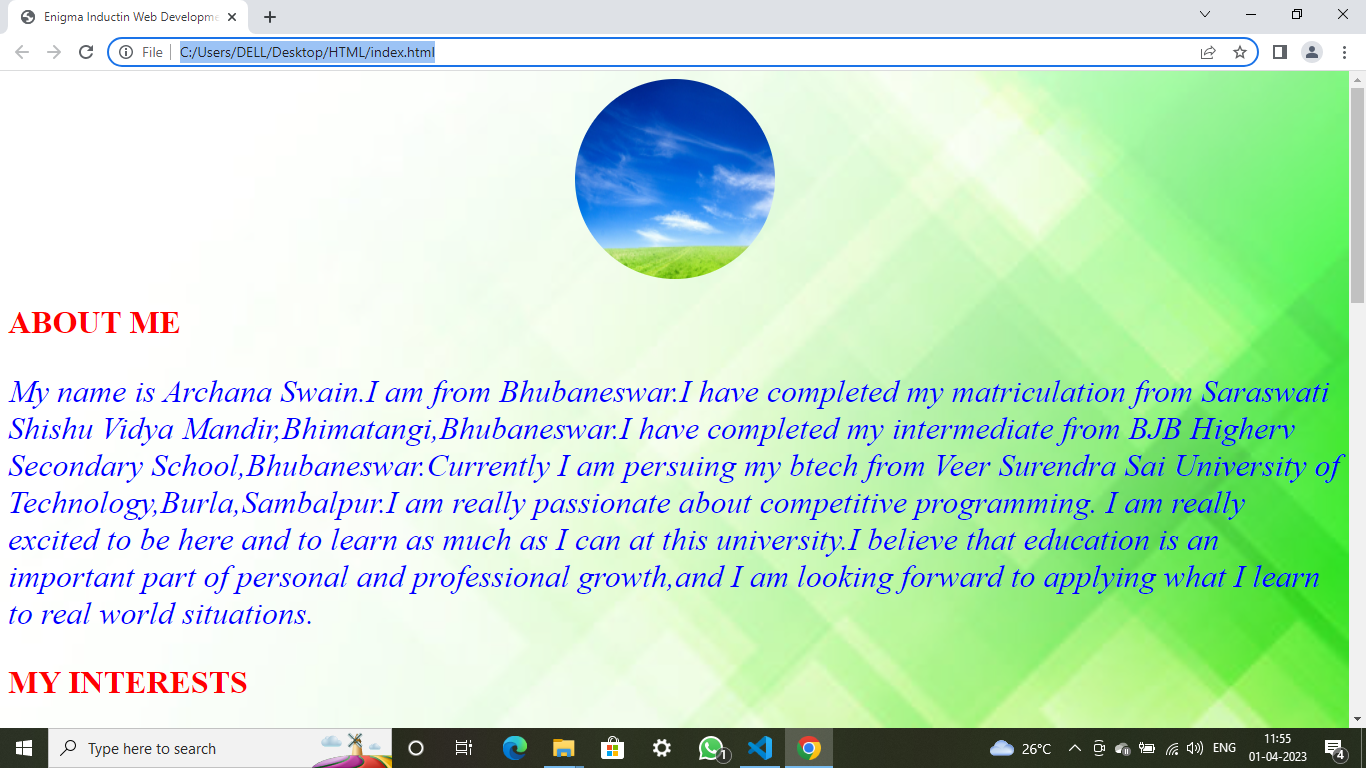 Enigma Inductin Web Developme
File
C:/Users/DELL/Desktop/HTML/index.html
ABOUT ME
My name is Archana Swain.I am from Bhubaneswar.I have completed my matriculation from Saraswati
Shishu Vidya Mandir,Bhimatangi,Bhubaneswar.I have completed my intermediate from BJB Higherv
Secondary School,Bhubaneswar.Currently I am persuing my btech from Veer Surendra Sai University of
Technology,Burla,Sambalpur.I am really passionate about competitive programming. I am really
excited to be here and to learn as much as I can at this university.I believe that education is an
important part of personal and professional growth,and I am looking forward to applying what I learn
to real world situations.
MY INTERESTS
Type here to search
1
26°C
ENG
11:55
01-04-2023
4